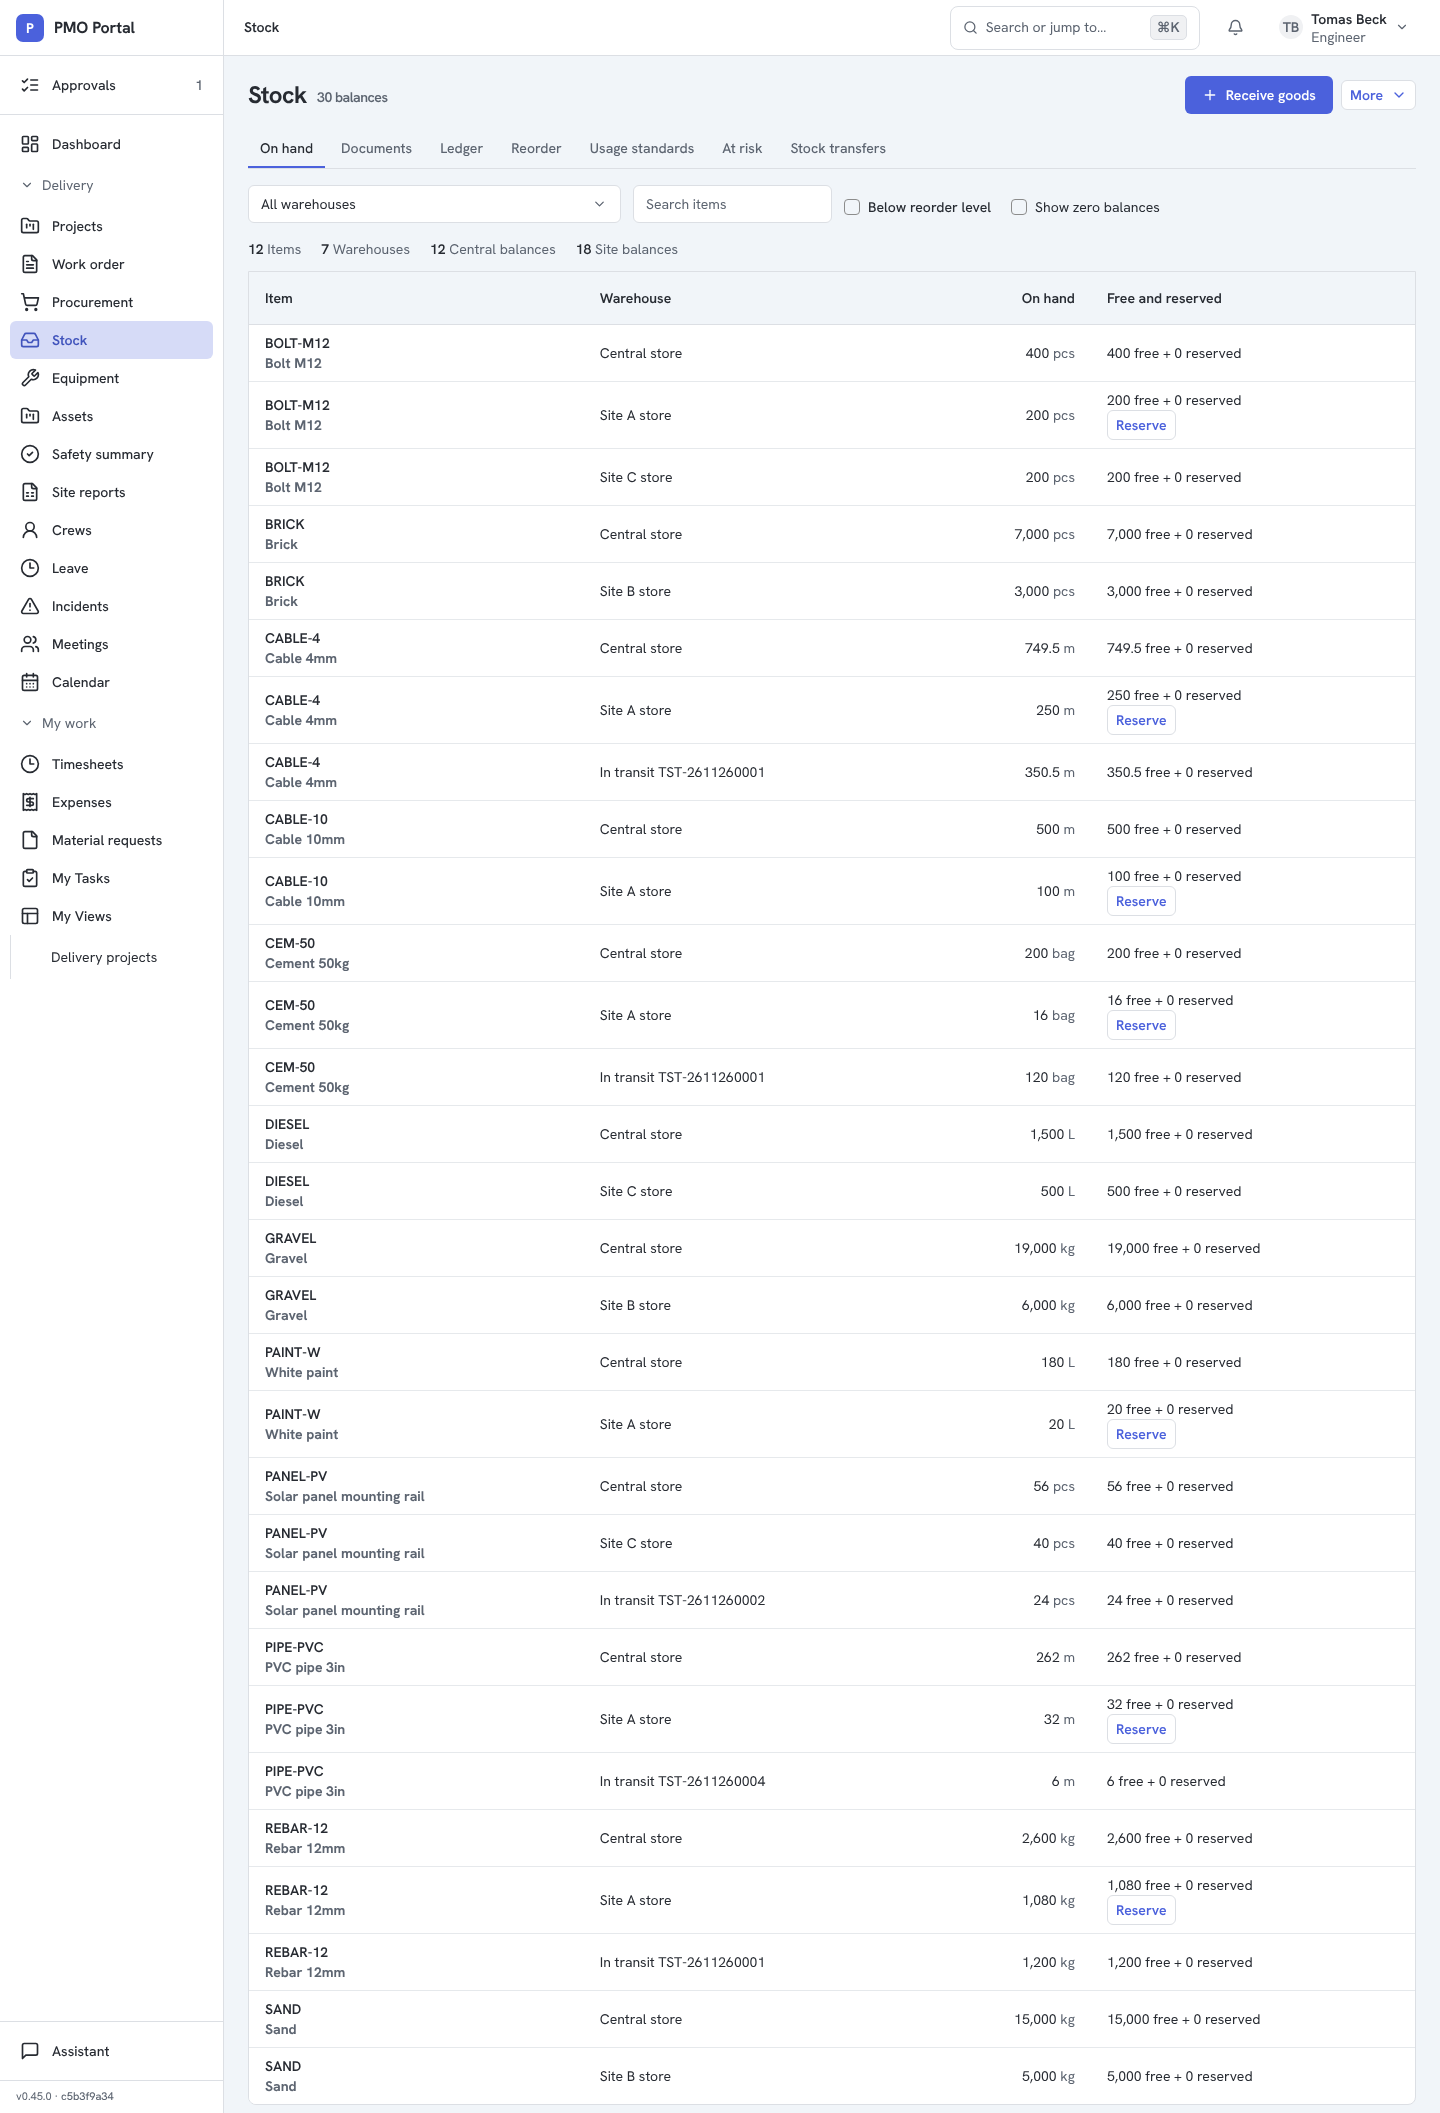 P PMO Portal
Stock
Search or jump to... ⌘K
TB Tomas Beck
Engineer
Approvals 1
Dashboard
Delivery
Projects
Work order
Procurement
Stock
Equipment
Assets
Safety summary
Site reports
Crews
Leave
Incidents
Meetings
Calendar
My work
Timesheets
Expenses
Material requests
My Tasks
My Views
Delivery projects
Assistant
v0.45.0 · c5b3f9a34
Stock 30 balances
Receive goods
More
On hand Documents Ledger Reorder Usage standards At risk Stock transfers
All warehouses
Search items
Below reorder level
Show zero balances
12 Items 7 Warehouses 12 Central balances 18 Site balances
Item Warehouse On hand Free and reserved
BOLT-M12
Bolt M12
Central store 400 pcs 400 free + 0 reserved
BOLT-M12
Bolt M12
Site A store 200 pcs 200 free + 0 reserved
Reserve
BOLT-M12
Bolt M12
Site C store 200 pcs 200 free + 0 reserved
BRICK
Brick
Central store 7,000 pcs 7,000 free + 0 reserved
BRICK
Brick
Site B store 3,000 pcs 3,000 free + 0 reserved
CABLE-4
Cable 4mm
Central store 749.5 m 749.5 free + 0 reserved
CABLE-4
Cable 4mm
Site A store 250 m 250 free + 0 reserved
Reserve
CABLE-4
Cable 4mm
In transit TST-2611260001 350.5 m 350.5 free + 0 reserved
CABLE-10
Cable 10mm
Central store 500 m 500 free + 0 reserved
CABLE-10
Cable 10mm
Site A store 100 m 100 free + 0 reserved
Reserve
CEM-50
Cement 50kg
Central store 200 bag 200 free + 0 reserved
CEM-50
Cement 50kg
Site A store 16 bag 16 free + 0 reserved
Reserve
CEM-50
Cement 50kg
In transit TST-2611260001 120 bag 120 free + 0 reserved
DIESEL
Diesel
Central store 1,500 L 1,500 free + 0 reserved
DIESEL
Diesel
Site C store 500 L 500 free + 0 reserved
GRAVEL
Gravel
Central store 19,000 kg 19,000 free + 0 reserved
GRAVEL
Gravel
Site B store 6,000 kg 6,000 free + 0 reserved
PAINT-W
White paint
Central store 180 L 180 free + 0 reserved
PAINT-W
White paint
Site A store 20 L 20 free + 0 reserved
Reserve
PANEL-PV
Solar panel mounting rail
Central store 56 pcs 56 free + 0 reserved
PANEL-PV
Solar panel mounting rail
Site C store 40 pcs 40 free + 0 reserved
PANEL-PV
Solar panel mounting rail
In transit TST-2611260002 24 pcs 24 free + 0 reserved
PIPE-PVC
PVC pipe 3in
Central store 262 m 262 free + 0 reserved
PIPE-PVC
PVC pipe 3in
Site A store 32 m 32 free + 0 reserved
Reserve
PIPE-PVC
PVC pipe 3in
In transit TST-2611260004 6 m 6 free + 0 reserved
REBAR-12
Rebar 12mm
Central store 2,600 kg 2,600 free + 0 reserved
REBAR-12
Rebar 12mm
Site A store 1,080 kg 1,080 free + 0 reserved
Reserve
REBAR-12
Rebar 12mm
In transit TST-2611260001 1,200 kg 1,200 free + 0 reserved
SAND
Sand
Central store 15,000 kg 15,000 free + 0 reserved
SAND
Sand
Site B store 5,000 kg 5,000 free + 0 reserved